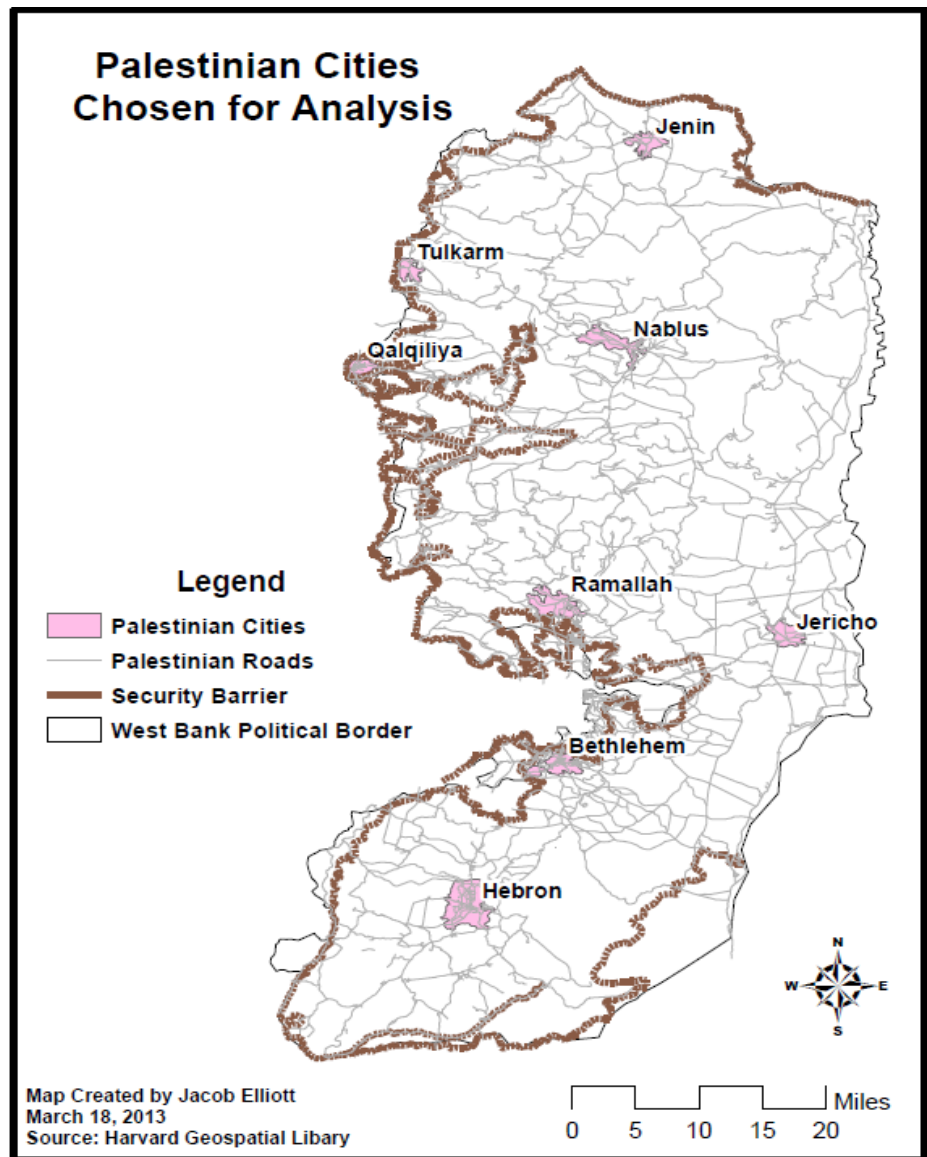 Palestinian Cities
Chosen for Analysis
Jenin
Tulkarm
Nablus
Qalqiliya
Ramallah
Jericho
Bethlehem
Hebron
Legend
Palestinian Cities
Palestinian Roads
Security Barrier
West Bank Political Border
N
W E
S
Map Created by Jacob Elliott
March 18, 2013
Source: Harvard Geospatial Libary
Miles
0 5 10 15 20